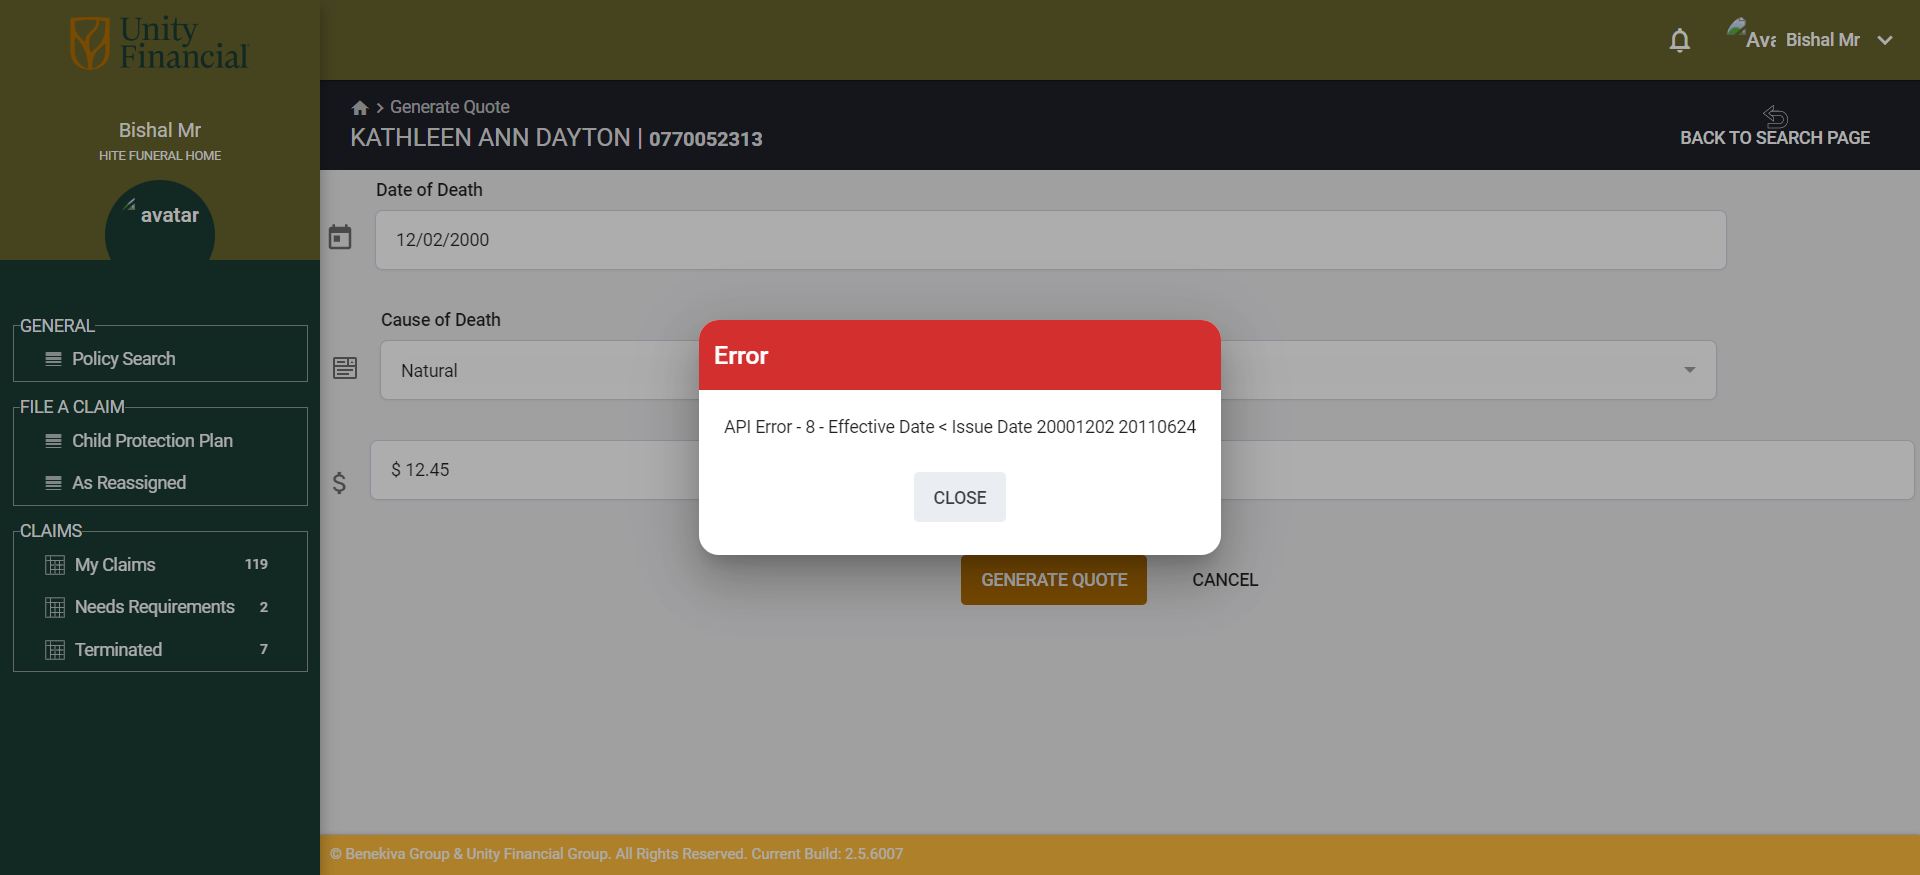 Unity
Financial
Bishal Mr
HITE FUNERAL HOME
avatar
GENERAL
Policy Search
FILE A CLAIM
Child Protection Plan
As Reassigned
CLAIMS
My Claims 119
Needs Requirements 2
Terminated 7
Ava Bishal Mr
Generate Quote
KATHLEEN ANN DAYTON | 0770052313
BACK TO SEARCH PAGE
Date of Death
12/02/2000
Cause of Death
Natural
$ 12.45
Error
API Error - 8 - Effective Date < Issue Date 20001202 20110624
CLOSE
GENERATE QUOTE
CANCEL
© Benekiva Group & Unity Financial Group. All Rights Reserved. Current Build: 2.5.6007